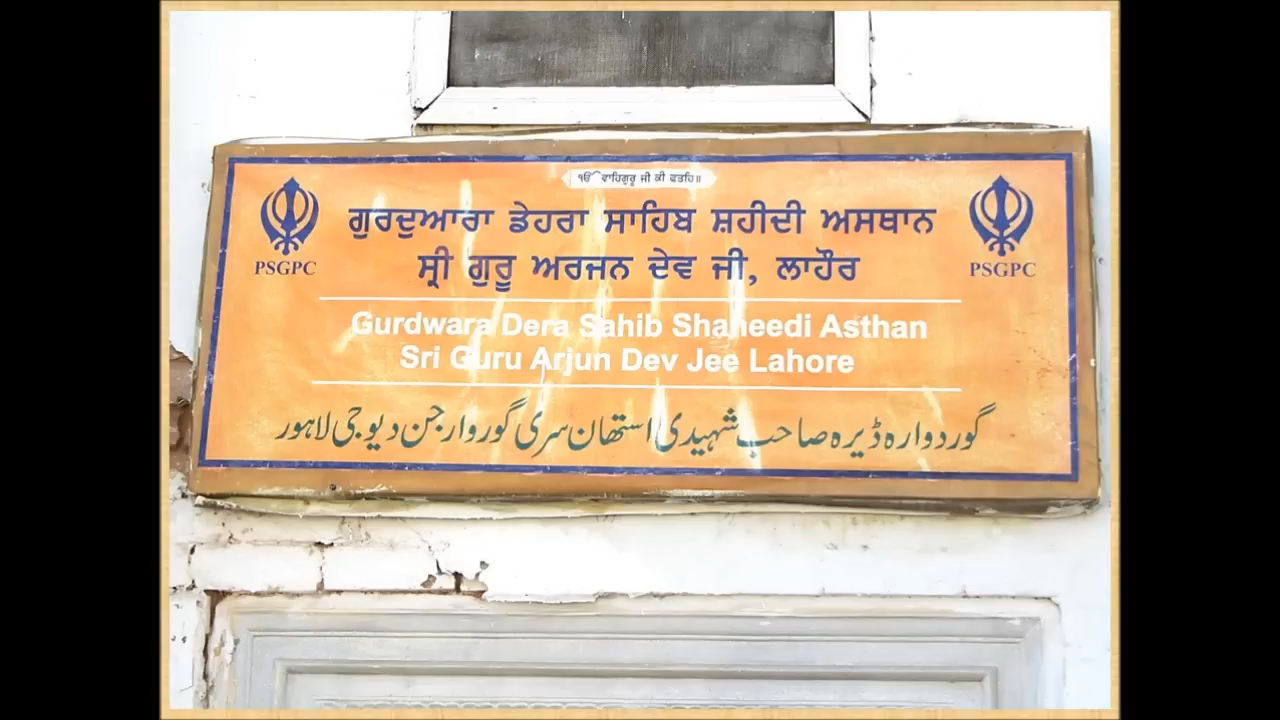 ੴ ਵਾਹਿਗੁਰੂ ਜੀ ਕੀ ਫਤਹਿ॥
ਗੁਰਦੁਆਰਾ ਡੇਹਰਾ ਸਾਹਿਬ ਸ਼ਹੀਦੀ ਅਸਥਾਨ
ਸ੍ਰੀ ਗੁਰੂ ਅਰਜਨ ਦੇਵ ਜੀ, ਲਾਹੌਰ
PSGPC
PSGPC
Gurdwara Dera Sahib Shaheedi Asthan
Sri Guru Arjun Dev Jee Lahore
گوردوارہ ڈیرہ صاحب شہیدی استھان سری گورو ارجن دیو جی لاہور